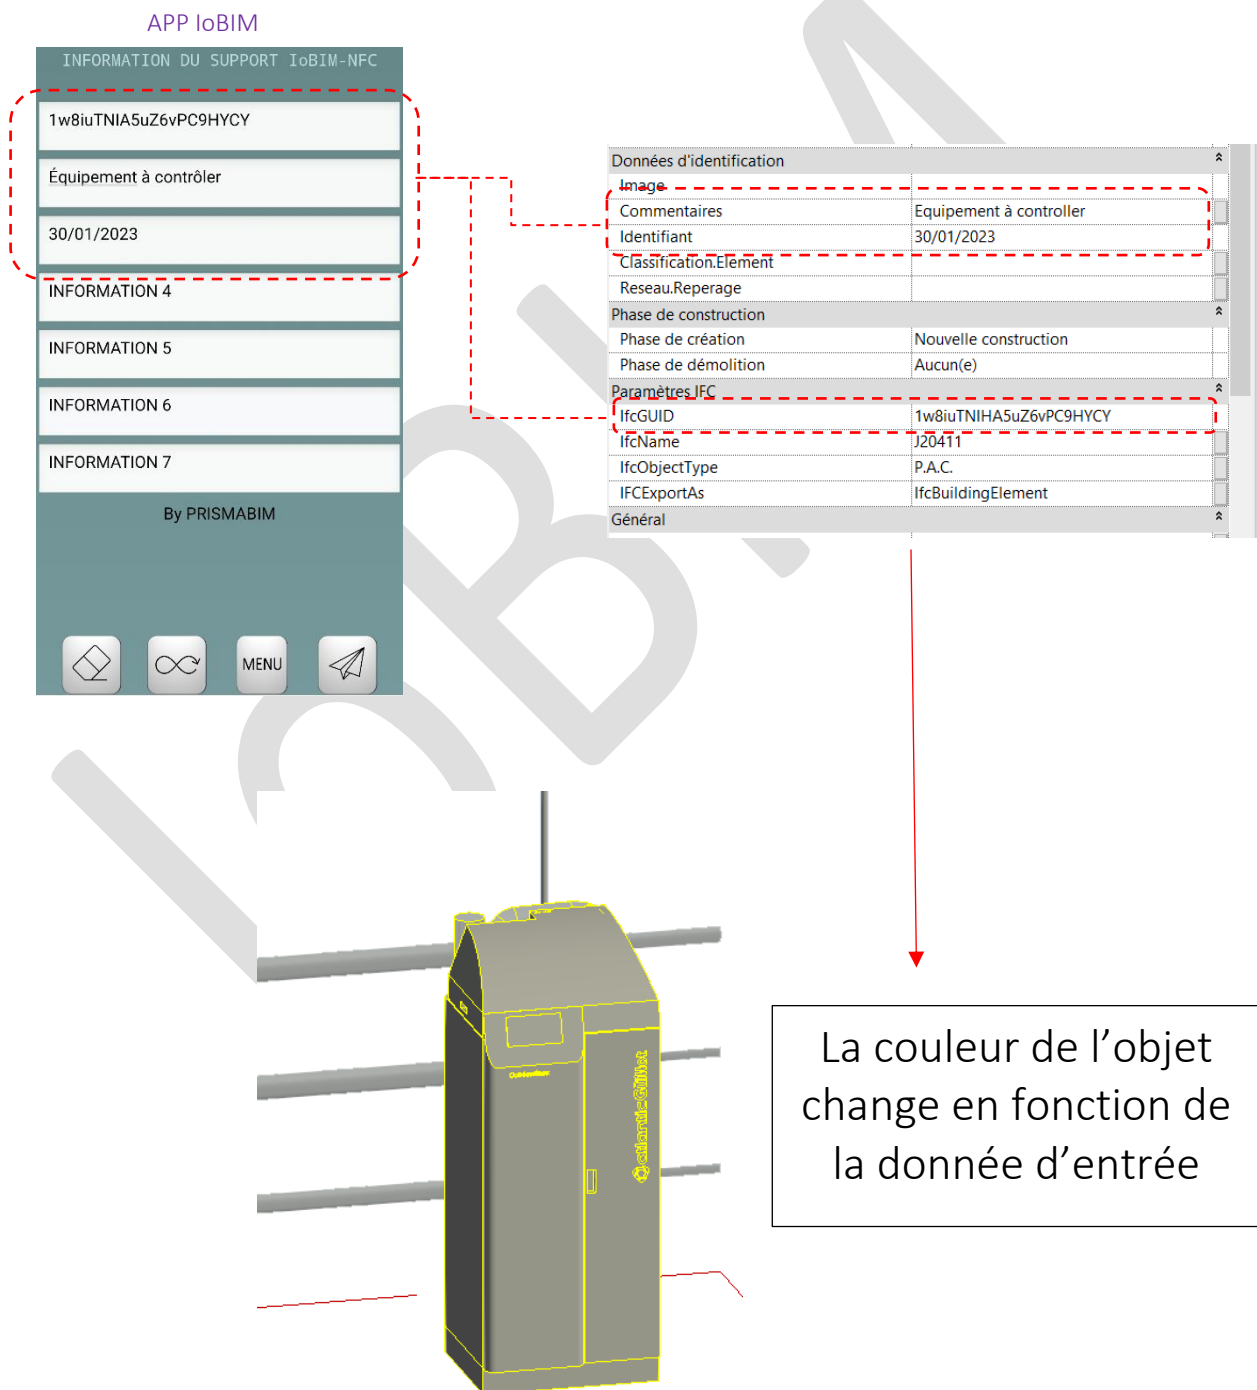 APP IoBIM
INFORMATION DU SUPPORT IoBIM-NFC
1w8iuTNIA5uZ6vPC9HYCY
Équipement à contrôler
30/01/2023
INFORMATION 4
INFORMATION 5
INFORMATION 6
INFORMATION 7
By PRISMABIM
MENU
Données d'identification
Image
Commentaires Equipement à controller
Identifiant 30/01/2023
Classification.Element
Reseau.Reperage
Phase de construction
Phase de création Nouvelle construction
Phase de démolition Aucun(e)
Paramètres IFC
IfcGUID 1w8iuTNIHA5uZ6vPC9HYCY
IfcName J20411
IfcObjectType P.A.C.
IFCExportAs IfcBuildingElement
Général
atlantic Guillot
La couleur de l'objet
change en fonction de
la donnée d'entrée
IOBIM